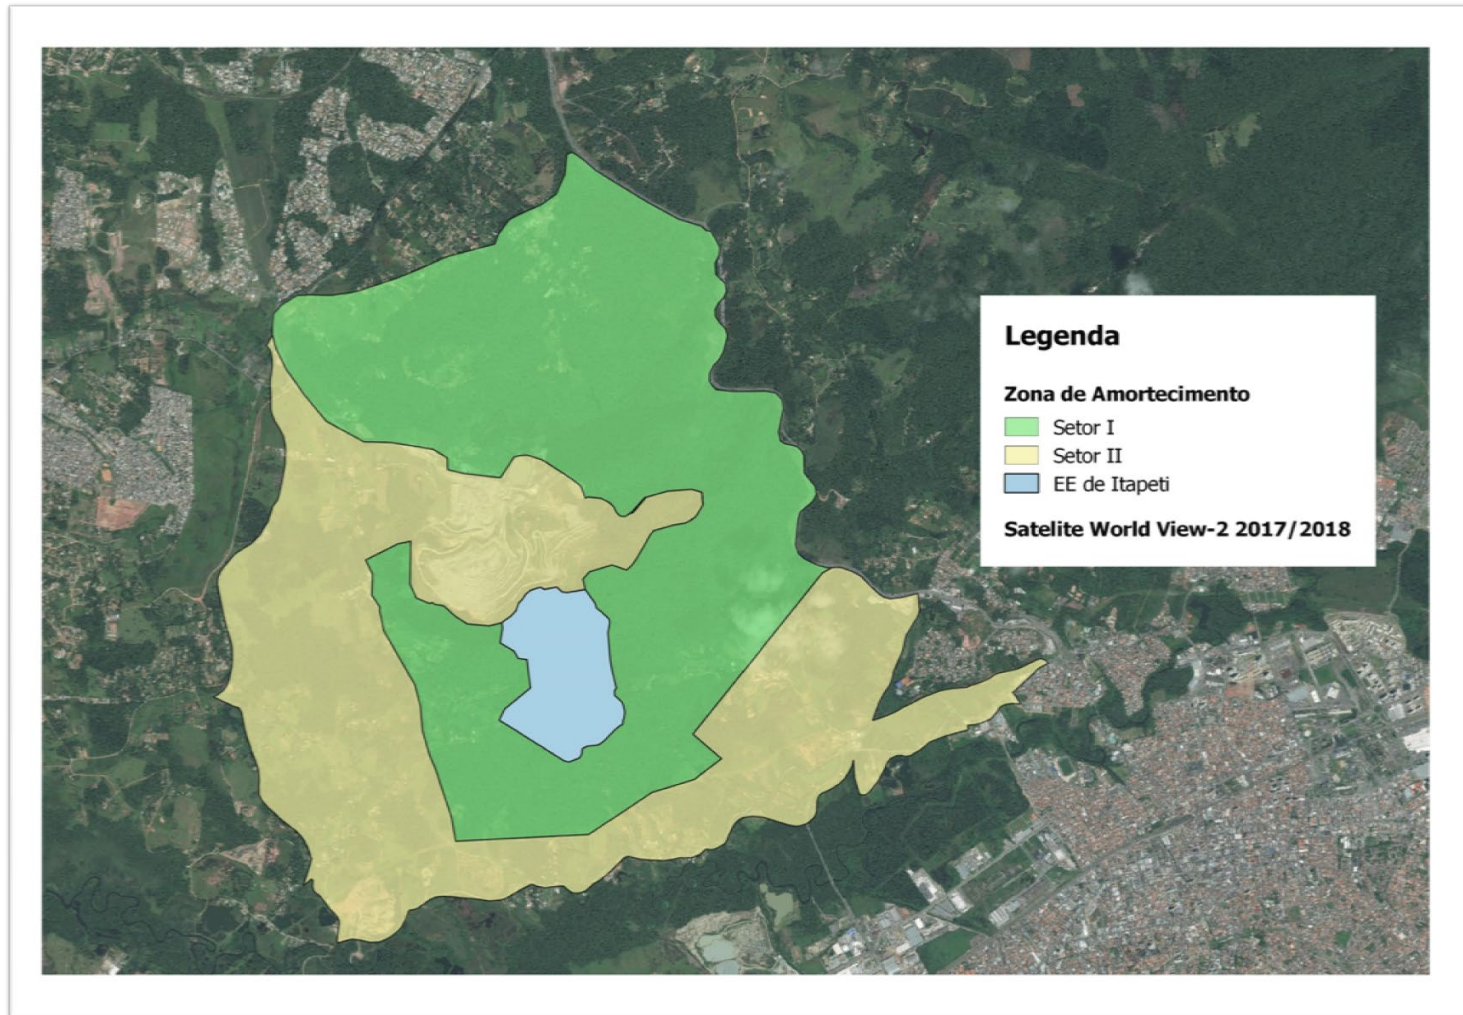 Legenda
Zona de Amortecimento
Setor I
Setor II
EE de Itapeti
Satelite World View-2 2017/2018